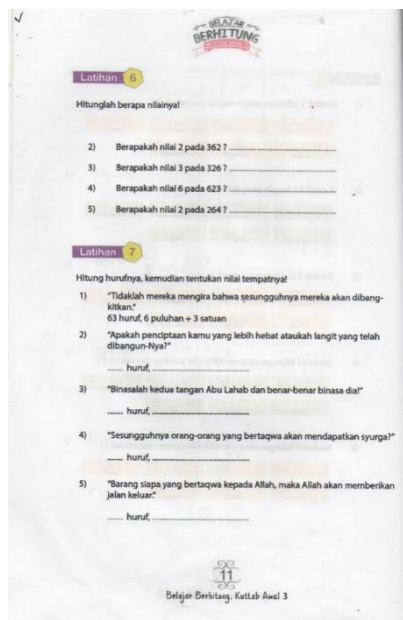 BELAJAR
BERHITUNG
Latihan 6
Hitunglah berapa nilainya!
2) Berapakah nilai 2 pada 362 ? ........................................
3) Berapakah nilai 3 pada 326 ? ........................................
4) Berapakah nilai 6 pada 623 ? ........................................
5) Berapakah nilai 2 pada 264 ? ........................................
Latihan 7
Hitung hurufnya, kemudian tentukan nilai tempatnya!
1) "Tidaklah mereka mengira bahwa sesungguhnya mereka akan dibang-
kitkan."
63 huruf, 6 puluhan + 3 satuan
2) "Apakah penciptaan kamu yang lebih hebat ataukah langit yang telah
dibangun-Nya?"
...... huruf, ....................................
3) "Binasalah kedua tangan Abu Lahab dan benar-benar binasa dia!"
...... huruf, ....................................
4) "Sesungguhnya orang-orang yang bertaqwa akan mendapatkan syurga?"
...... huruf, ....................................
5) "Barang siapa yang bertaqwa kepada Allah, maka Allah akan memberikan
jalan keluar."
...... huruf, ....................................
11
Belajar Berhitung. Kuttab Awal 3